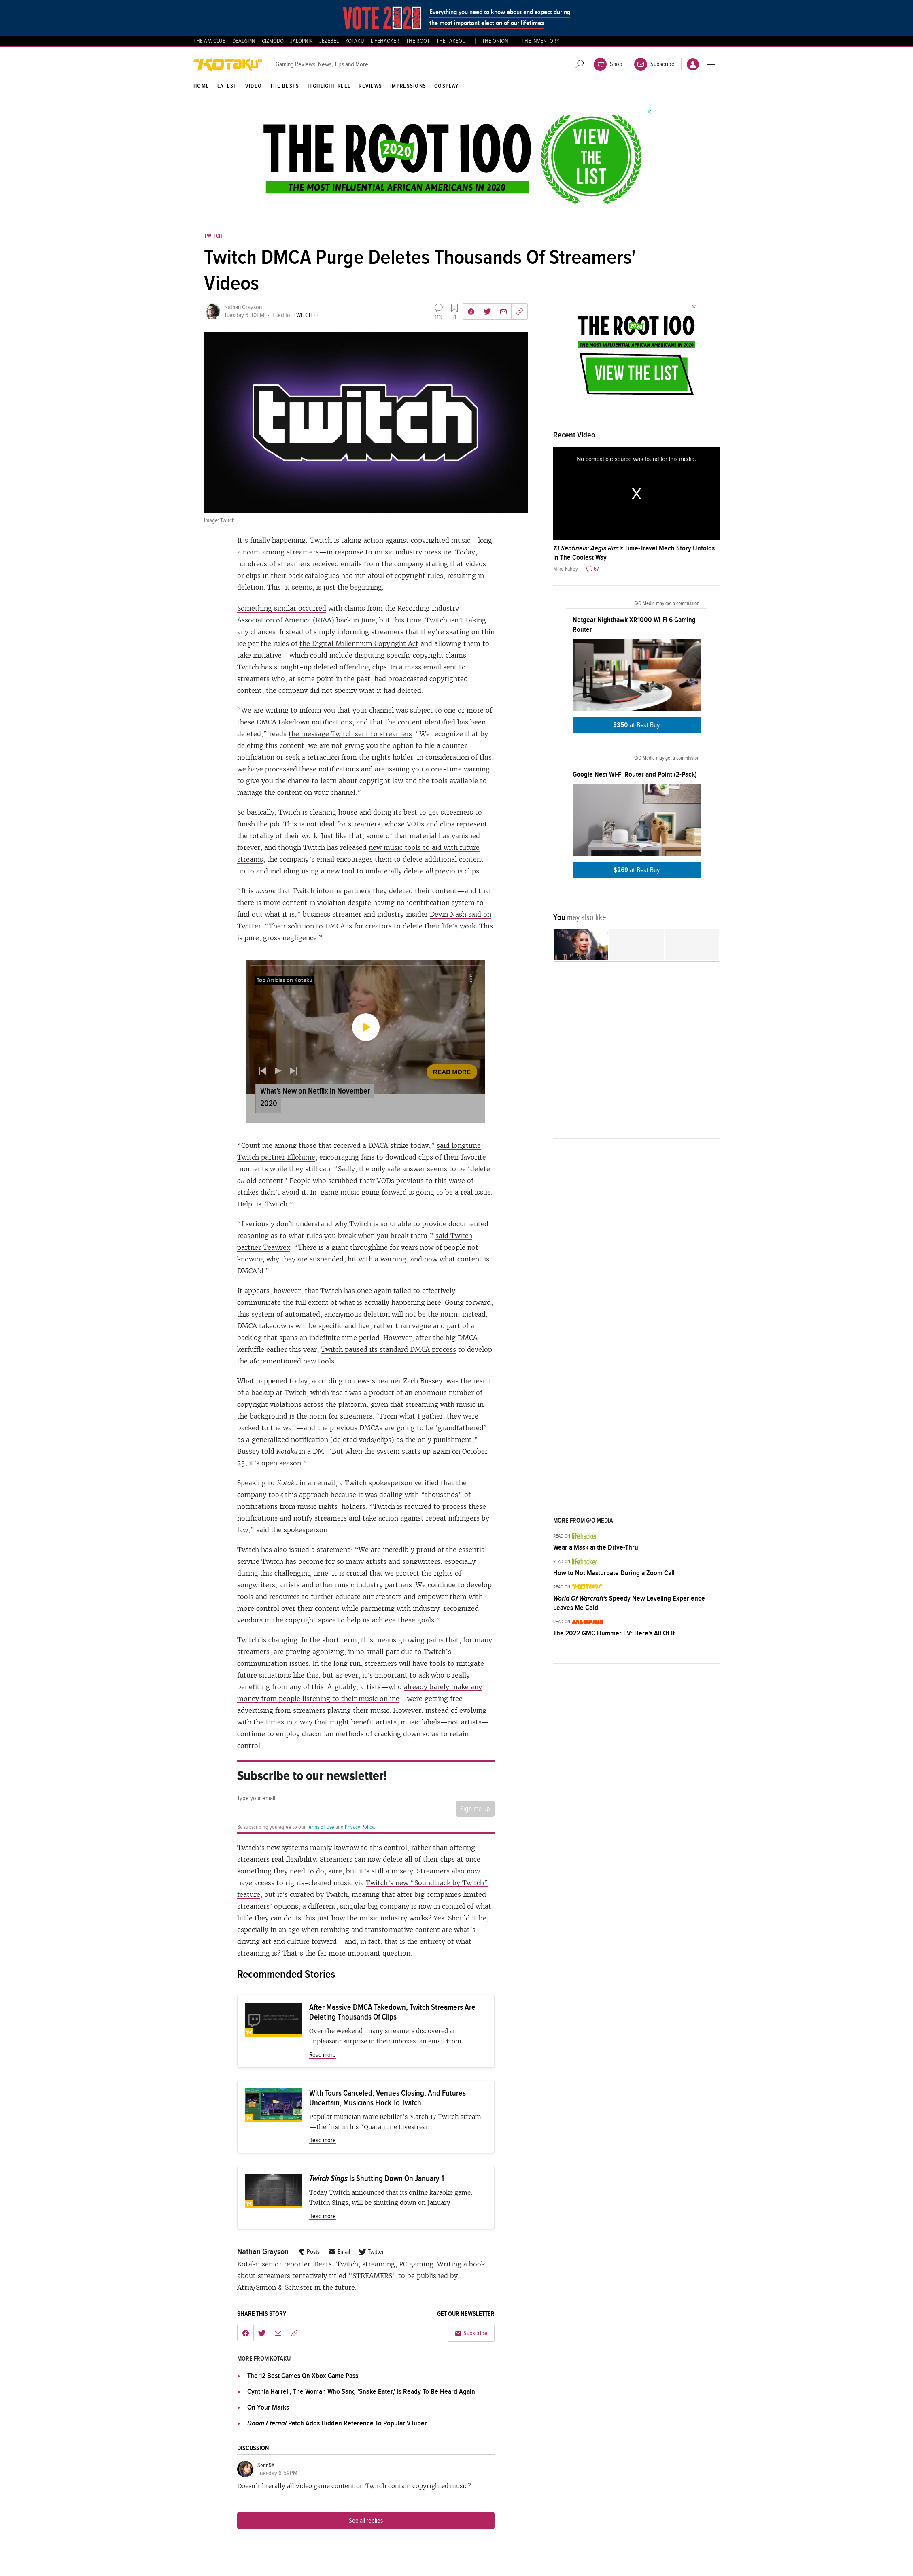 VOTE 2020
Everything you need to know about and expect during
the most important election of our lifetimes
THE A.V. CLUB DEADSPIN GIZMODO JALOPNIK JEZEBEL KOTAKU LIFEHACKER THE ROOT THE TAKEOUT THE ONION THE INVENTORY
KOTAKU Gaming Reviews, News, Tips and More. Shop Subscribe
HOME LATEST VIDEO THE BESTS HIGHLIGHT REEL REVIEWS IMPRESSIONS COSPLAY
THE ROOT 100
2020
THE MOST INFLUENTIAL AFRICAN AMERICANS IN 2020
VIEW
THE
LIST
TWITCH
Twitch DMCA Purge Deletes Thousands Of Streamers'
Videos
Nathan Grayson
Tuesday 6:30PM • Filed to: TWITCH
113 4
twitch
Image: Twitch
It's finally happening: Twitch is taking action against copyrighted music—long
a norm among streamers—in response to music industry pressure. Today,
hundreds of streamers received emails from the company stating that videos
or clips in their back catalogues had run afoul of copyright rules, resulting in
deletion. This, it seems, is just the beginning.
Something similar occurred with claims from the Recording Industry
Association of America (RIAA) back in June, but this time, Twitch isn't taking
any chances. Instead of simply informing streamers that they're skating on thin
ice per the rules of the Digital Millennium Copyright Act and allowing them to
take initiative—which could include disputing specific copyright claims—
Twitch has straight-up deleted offending clips. In a mass email sent to
streamers who, at some point in the past, had broadcasted copyrighted
content, the company did not specify what it had deleted.
"We are writing to inform you that your channel was subject to one or more of
these DMCA takedown notifications, and that the content identified has been
deleted," reads the message Twitch sent to streamers. "We recognize that by
deleting this content, we are not giving you the option to file a counter-
notification or seek a retraction from the rights holder. In consideration of this,
we have processed these notifications and are issuing you a one-time warning
to give you the chance to learn about copyright law and the tools available to
manage the content on your channel."
So basically, Twitch is cleaning house and doing its best to get streamers to
finish the job. This is not ideal for streamers, whose VODs and clips represent
the totality of their work. Just like that, some of that material has vanished
forever, and though Twitch has released new music tools to aid with future
streams, the company's email encourages them to delete additional content—
up to and including using a new tool to unilaterally delete all previous clips.
"It is insane that Twitch informs partners they deleted their content—and that
there is more content in violation despite having no identification system to
find out what it is," business streamer and industry insider Devin Nash said on
Twitter. "Their solution to DMCA is for creators to delete their life's work. This
is pure, gross negligence."
Top Articles on Kotaku
READ MORE
What's New on Netflix in November
2020
"Count me among those that received a DMCA strike today," said longtime
Twitch partner Ellohime, encouraging fans to download clips of their favorite
moments while they still can. "Sadly, the only safe answer seems to be 'delete
all old content.' People who scrubbed their VODs previous to this wave of
strikes didn't avoid it. In-game music going forward is going to be a real issue.
Help us, Twitch."
"I seriously don't understand why Twitch is so unable to provide documented
reasoning as to what rules you break when you break them," said Twitch
partner Teawrex. "There is a giant throughline for years now of people not
knowing why they are suspended, hit with a warning, and now what content is
DMCA'd."
It appears, however, that Twitch has once again failed to effectively
communicate the full extent of what is actually happening here. Going forward,
this system of automated, anonymous deletion will not be the norm; instead,
DMCA takedowns will be specific and live, rather than vague and part of a
backlog that spans an indefinite time period. However, after the big DMCA
kerfuffle earlier this year, Twitch paused its standard DMCA process to develop
the aforementioned new tools.
What happened today, according to news streamer Zach Bussey, was the result
of a backup at Twitch, which itself was a product of an enormous number of
copyright violations across the platform, given that streaming with music in
the background is the norm for streamers. "From what I gather, they were
backed to the wall—and the previous DMCAs are going to be 'grandfathered'
as a generalized notification (deleted vods/clips) as the only punishment,"
Bussey told Kotaku in a DM. "But when the system starts up again on October
23, it's open season."
Speaking to Kotaku in an email, a Twitch spokesperson verified that the
company took this approach because it was dealing with "thousands" of
notifications from music rights-holders. "Twitch is required to process these
notifications and notify streamers and take action against repeat infringers by
law," said the spokesperson.
Twitch has also issued a statement: "We are incredibly proud of the essential
service Twitch has become for so many artists and songwriters, especially
during this challenging time. It is crucial that we protect the rights of
songwriters, artists and other music industry partners. We continue to develop
tools and resources to further educate our creators and empower them with
more control over their content while partnering with industry-recognized
vendors in the copyright space to help us achieve these goals."
Twitch is changing. In the short term, this means growing pains that, for many
streamers, are proving agonizing, in no small part due to Twitch's
communication issues. In the long run, streamers will have tools to mitigate
future situations like this, but as ever, it's important to ask who's really
benefiting from any of this. Arguably, artists—who already barely make any
money from people listening to their music online—were getting free
advertising from streamers playing their music. However, instead of evolving
with the times in a way that might benefit artists, music labels—not artists—
continue to employ draconian methods of cracking down so as to retain
control.
Subscribe to our newsletter!
Type your email
Sign me up
By subscribing you agree to our Terms of Use and Privacy Policy.
Twitch's new systems mainly kowtow to this control, rather than offering
streamers real flexibility. Streamers can now delete all of their clips at once—
something they need to do, sure, but it's still a misery. Streamers also now
have access to rights-cleared music via Twitch's new "Soundtrack by Twitch"
feature, but it's curated by Twitch, meaning that after big companies limited
streamers' options, a different, singular big company is now in control of what
little they can do. Is this just how the music industry works? Yes. Should it be,
especially in an age when remixing and transformative content are what's
driving art and culture forward—and, in fact, that is the entirety of what
streaming is? That's the far more important question.
Recommended Stories
After Massive DMCA Takedown, Twitch Streamers Are
Deleting Thousands Of Clips
Over the weekend, many streamers discovered an
unpleasant surprise in their inboxes: an email from...
Read more
With Tours Canceled, Venues Closing, And Futures
Uncertain, Musicians Flock To Twitch
Popular musician Marc Rebillet's March 17 Twitch stream
—the first in his "Quarantine Livestream...
Read more
Twitch Sings Is Shutting Down On January 1
Today Twitch announced that its online karaoke game,
Twitch Sings, will be shutting down on January
Read more
Nathan Grayson Posts Email Twitter
Kotaku senior reporter. Beats: Twitch, streaming, PC gaming. Writing a book
about streamers tentatively titled "STREAMERS" to be published by
Atria/Simon & Schuster in the future.
SHARE THIS STORY GET OUR NEWSLETTER
Subscribe
MORE FROM KOTAKU
The 12 Best Games On Xbox Game Pass
Cynthia Harrell, The Woman Who Sang 'Snake Eater,' Is Ready To Be Heard Again
On Your Marks
Doom Eternal Patch Adds Hidden Reference To Popular VTuber
DISCUSSION
Tuesday 6:59PM
Doesn't literally all video game content on Twitch contain copyrighted music?
See all replies
THE ROOT 100
2020
THE MOST INFLUENTIAL AFRICAN AMERICANS IN 2020
VIEW THE LIST
Recent Video
No compatible source was found for this media.
X
13 Sentinels: Aegis Rim's Time-Travel Mech Story Unfolds
In The Coolest Way
Mike Fahey | 67
G/O Media may get a commission
Netgear Nighthawk XR1000 Wi-Fi 6 Gaming
Router
$350 at Best Buy
G/O Media may get a commission
Google Nest Wi-Fi Router and Point (2-Pack)
$269 at Best Buy
You may also like
MORE FROM G/O MEDIA
READ ON lifehacker
Wear a Mask at the Drive-Thru
READ ON lifehacker
How to Not Masturbate During a Zoom Call
READ ON KOTAKU
World Of Warcraft's Speedy New Leveling Experience
Leaves Me Cold
READ ON JALOPNIK
The 2022 GMC Hummer EV: Here's All Of It